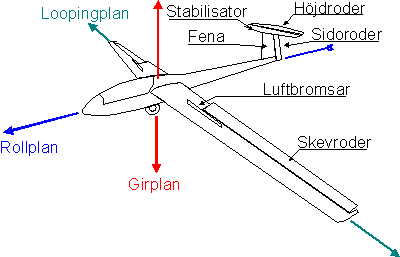 Loopingplan
Stabilisator
Höjdroder
Fena
Sidoroder
Luftbromsar
Skevroder
Rollplan
Girplan